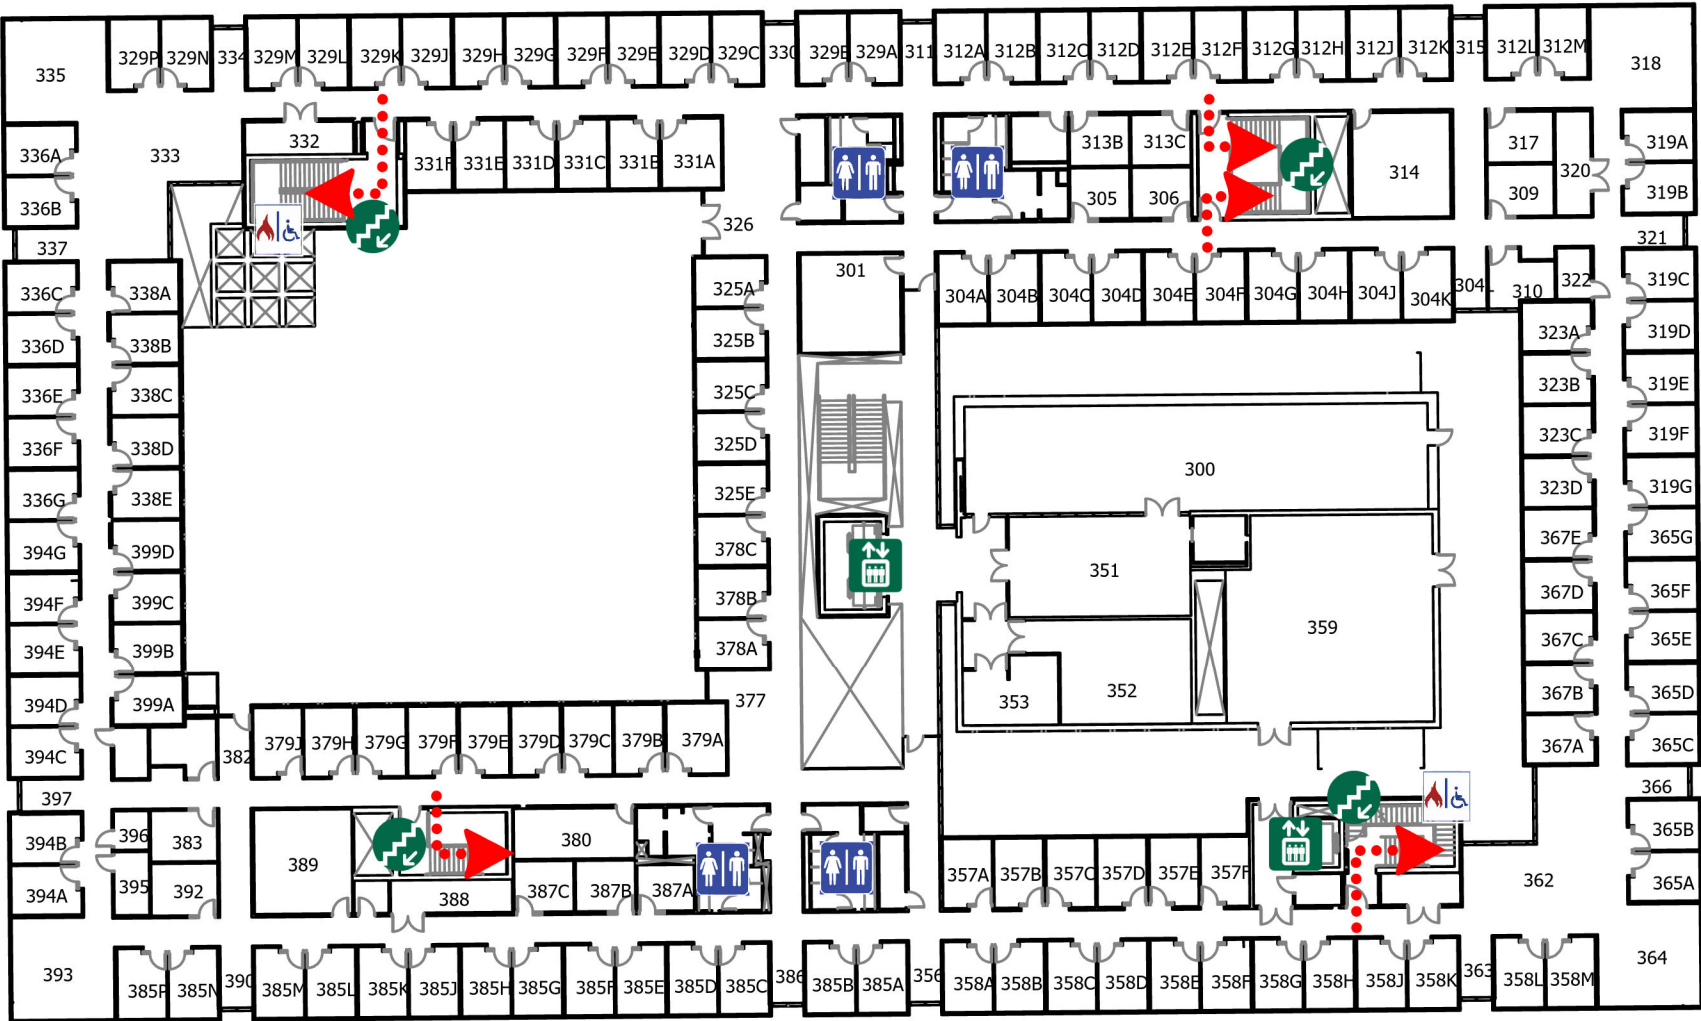 329P 329N 334 329M 329L 329K 329J 329H 329G 329F 329E 329D 329C 330 329B 329A 311 312A 312B 312C 312D 312E 312F 312G 312H 312J 312K 315 312L 312M
335 318
332 313B 313C 317 319A
336A 333 331F 331E 331D 331C 331B 331A 314 320
336B 305 306 309 319B
337 326 321
301
336C 338A 325A 304A 304B 304C 304D 304E 304F 304G 304H 304J 304K 304L 310 322 319C
336D 338B 325B 323A 319D
336E 338C 325C 323B 319E
336F 338D 325D 323C 319F
300
336G 338E 325E 323D 319G
394G 399D 378C 367E 365G
351
394F 399C 378B 367D 365F
359
394E 399B 378A 367C 365E
394D 399A 377 353 352 367B 365D
394C 382 379J 379H 379G 379F 379E 379D 379C 379B 379A 367A 365C
397 366
394B 396 383 380 365B
389
394A 395 392 388 387C 387B 387A 357A 357B 357C 357D 357E 357F 362 365A
393 364
385P 385N 390 385M 385L 385K 385J 385H 385G 385F 385E 385D 385C 386 385B 385A 356 358A 358B 358C 358D 358E 358F 358G 358H 358J 358K 363 358L 358M